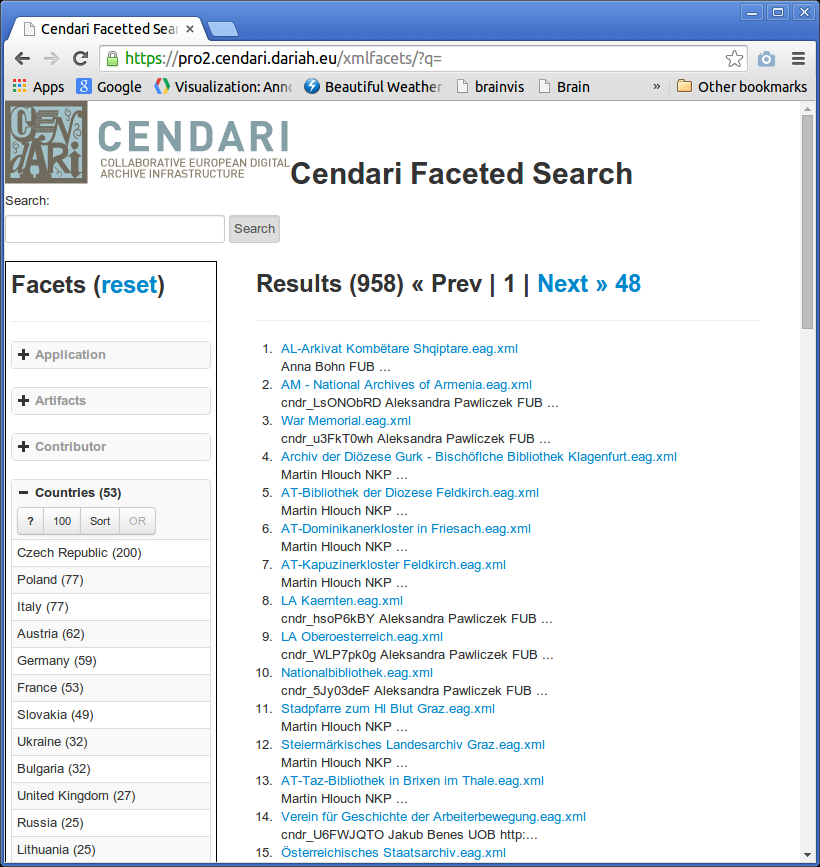 Cendari Facetted Sear
https://pro2.cendari.dariah.eu/xmlfacets/?q=
Apps Google Visualization: Anno Beautiful Weather brainvis Brain » Other bookmarks
CENDARI
CENDARI
COLLABORATIVE EUROPEAN DIGITAL
ARCHIVE INFRASTRUCTURE
Cendari Faceted Search
Search:
Search
Facets (reset)
Application
Artifacts
Contributor
Countries (53)
? 100 Sort OR
Czech Republic (200)
Poland (77)
Italy (77)
Austria (62)
Germany (59)
France (53)
Slovakia (49)
Ukraine (32)
Bulgaria (32)
United Kingdom (27)
Russia (25)
Lithuania (25)
Results (958) « Prev | 1 | Next » 48
1. AL-Arkivat Kombëtare Shqiptare.eag.xml
Anna Bohn FUB ...
2. AM - National Archives of Armenia.eag.xml
cndr_LsONObRD Aleksandra Pawliczek FUB ...
3. War Memorial.eag.xml
cndr_u3FkT0wh Aleksandra Pawliczek FUB ...
4. Archiv der Diözese Gurk - Bischöflche Bibliothek Klagenfurt.eag.xml
Martin Hlouch NKP ...
5. AT-Bibliothek der Diozese Feldkirch.eag.xml
Martin Hlouch NKP ...
6. AT-Dominikanerkloster in Friesach.eag.xml
Martin Hlouch NKP ...
7. AT-Kapuzinerkloster Feldkirch.eag.xml
Martin Hlouch NKP ...
8. LA Kaernten.eag.xml
cndr_hsoP6kBY Aleksandra Pawliczek FUB ...
9. LA Oberoesterreich.eag.xml
cndr_WLP7pk0g Aleksandra Pawliczek FUB ...
10. Nationalbibliothek.eag.xml
cndr_5Jy03deF Aleksandra Pawliczek FUB ...
11. Stadpfarre zum Hl Blut Graz.eag.xml
Martin Hlouch NKP ...
12. Steiermärkisches Landesarchiv Graz.eag.xml
Martin Hlouch NKP ...
13. AT-Taz-Bibliothek in Brixen im Thale.eag.xml
Martin Hlouch NKP ...
14. Verein für Geschichte der Arbeiterbewegung.eag.xml
cndr_U6FWJQTO Jakub Benes UOB http:...
15. Österreichisches Staatsarchiv.eag.xml